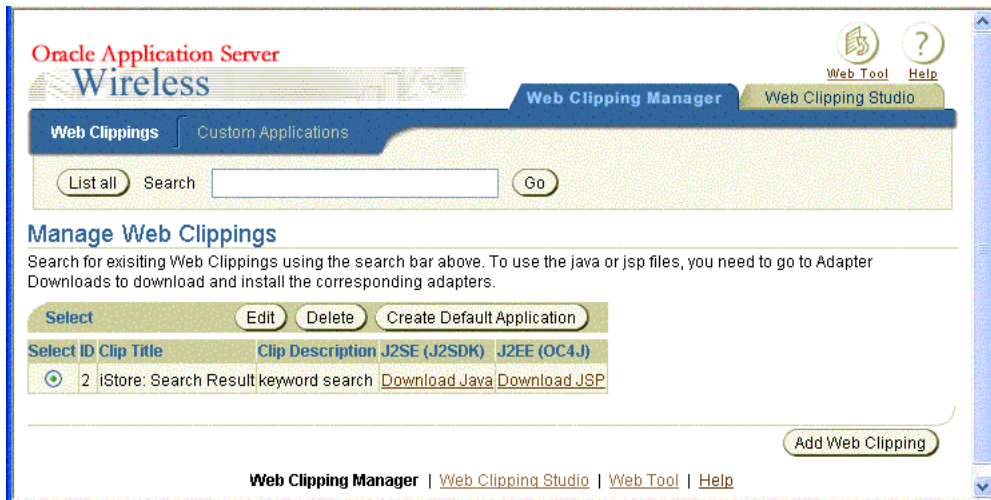 Oracle Application Server
Wireless
Web Tool
Help
Web Clipping Manager
Web Clipping Studio
Web Clippings
Custom Applications
List all
Search
Go
Manage Web Clippings
Search for exisiting Web Clippings using the search bar above. To use the java or jsp files, you need to go to Adapter
Downloads to download and install the corresponding adapters.
Select
Edit
Delete
Create Default Application
Select ID Clip Title Clip Description J2SE (J2SDK) J2EE (OC4J)
2 iStore: Search Result keyword search Download Java Download JSP
Add Web Clipping
Web Clipping Manager | Web Clipping Studio | Web Tool | Help